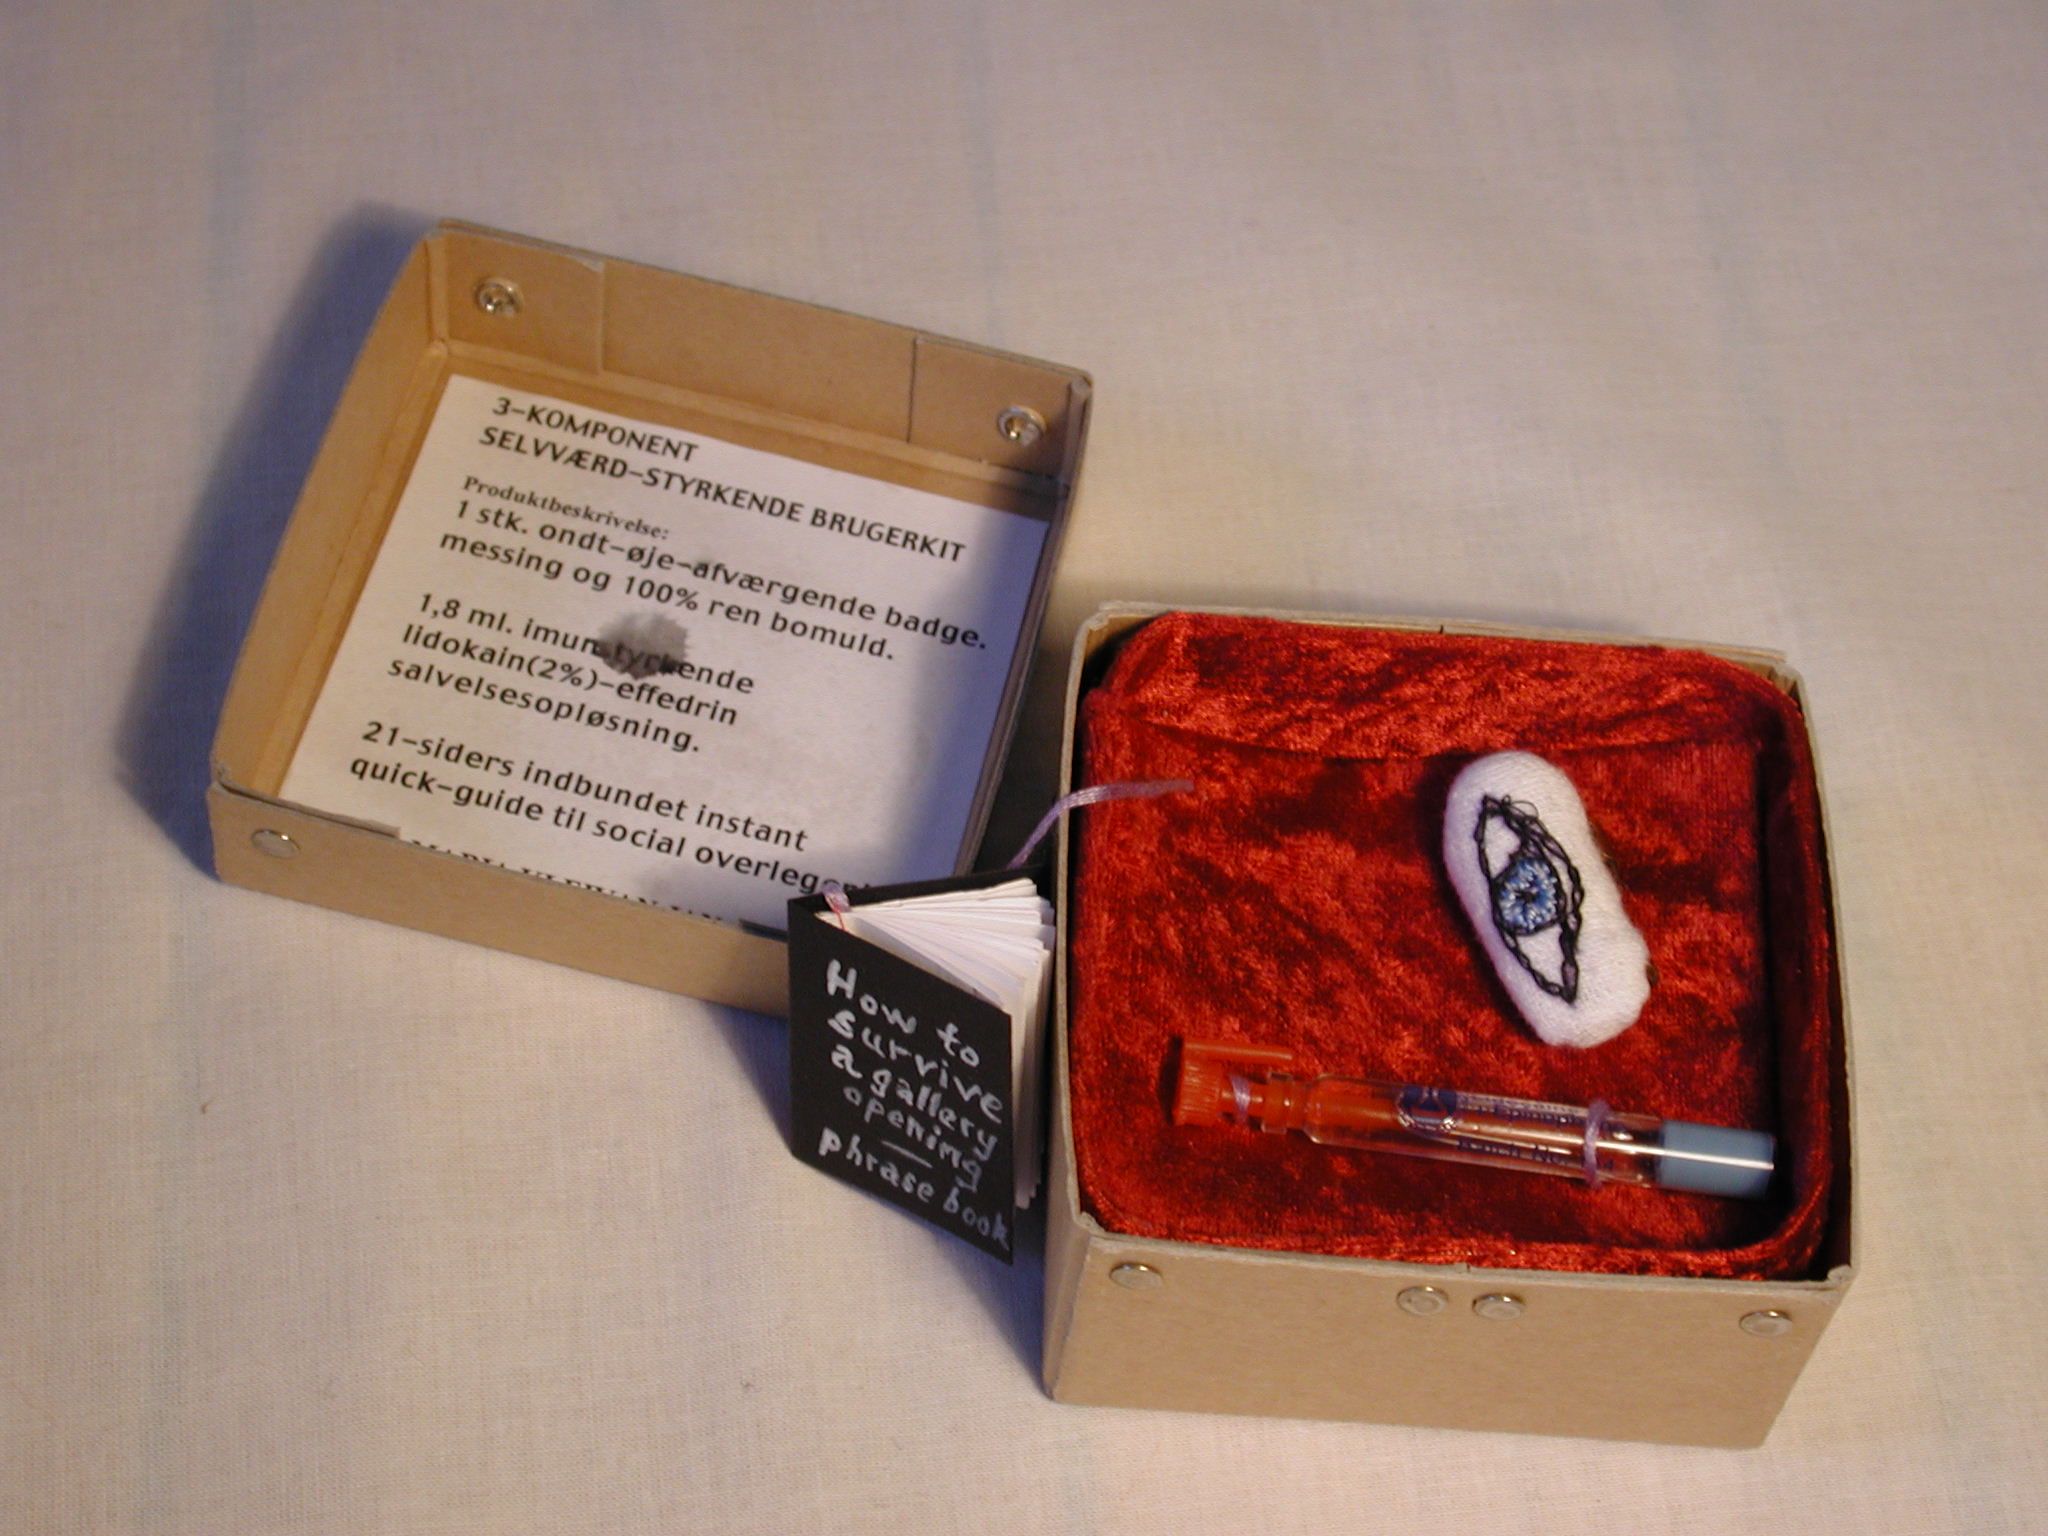 3-KOMPONENT
SELVVÆRD-STYRKENDE BRUGERKIT
Produktbeskrivelse:
1 stk. ondt-øje-afværgende badge.
messing og 100% ren bomuld.
1,8 ml. imunstyrkende
lidokain(2%)-effedrin
salvelsesopløsning.
21-siders indbundet instant
quick-guide til social
How to
survive
a gallery
opening
—
phrase book